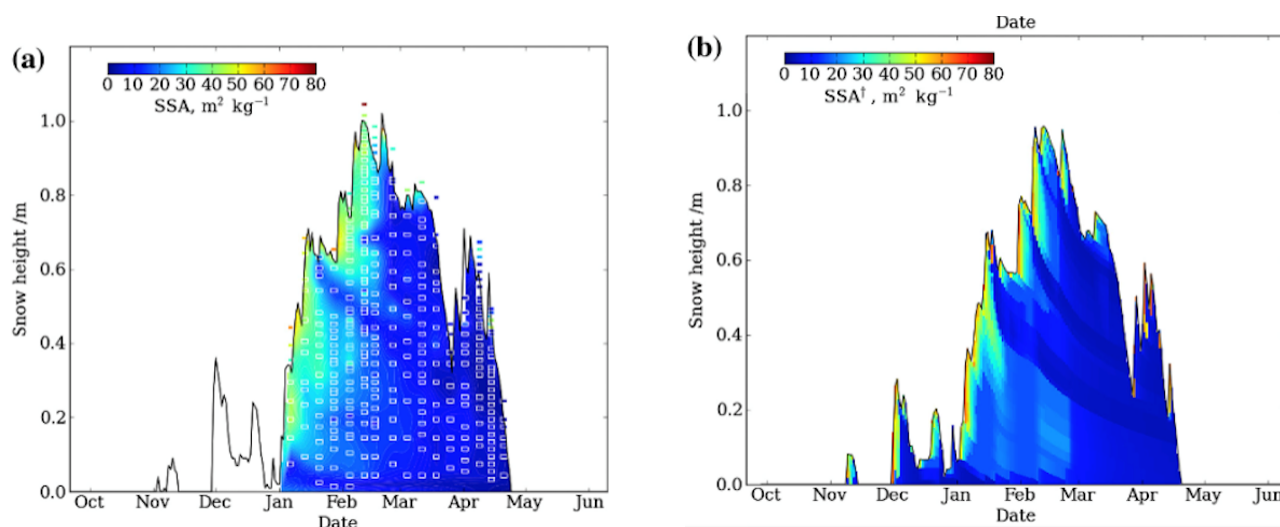 (a)
0 10 20 30 40 50 60 70 80
SSA, m² kg⁻¹
Snow height /m
1.0
0.8
0.6
0.4
0.2
0.0
Oct Nov Dec Jan Feb Mar Apr May Jun
Date
Date
(b)
0 10 20 30 40 50 60 70 80
SSA†, m² kg⁻¹
Snow height /m
1.0
0.8
0.6
0.4
0.2
0.0
Oct Nov Dec Jan Feb Mar Apr May Jun
Date